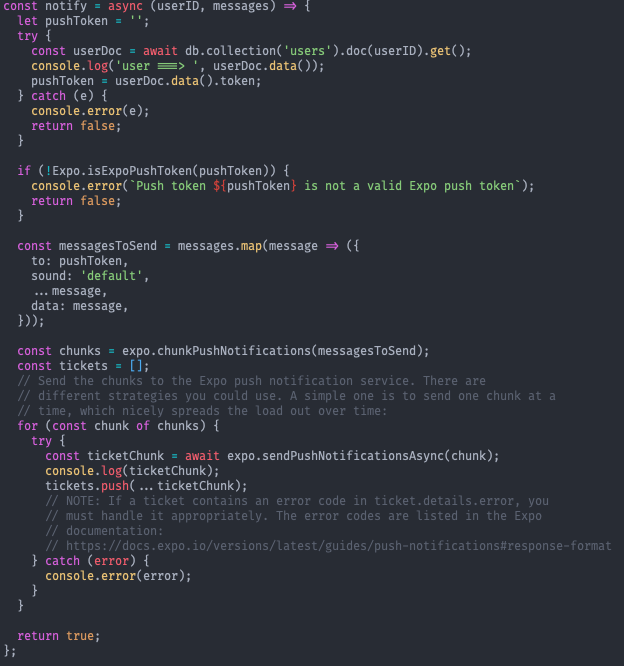 const notify = async (userID, messages) => {
  let pushToken = '';
  try {
    const userDoc = await db.collection('users').doc(userID).get();
    console.log('user ===> ', userDoc.data());
    pushToken = userDoc.data().token;
  } catch (e) {
    console.error(e);
    return false;
  }

  if (!Expo.isExpoPushToken(pushToken)) {
    console.error(`Push token ${pushToken} is not a valid Expo push token`);
    return false;
  }

  const messagesToSend = messages.map(message => ({
    to: pushToken,
    sound: 'default',
    ...message,
    data: message,
  }));

  const chunks = expo.chunkPushNotifications(messagesToSend);
  const tickets = [];
  // Send the chunks to the Expo push notification service. There are
  // different strategies you could use. A simple one is to send one chunk at a
  // time, which nicely spreads the load out over time:
  for (const chunk of chunks) {
    try {
      const ticketChunk = await expo.sendPushNotificationsAsync(chunk);
      console.log(ticketChunk);
      tickets.push(...ticketChunk);
      // NOTE: If a ticket contains an error code in ticket.details.error, you
      // must handle it appropriately. The error codes are listed in the Expo
      // documentation:
      // https://docs.expo.io/versions/latest/guides/push-notifications#response-format
    } catch (error) {
      console.error(error);
    }
  }

  return true;
};